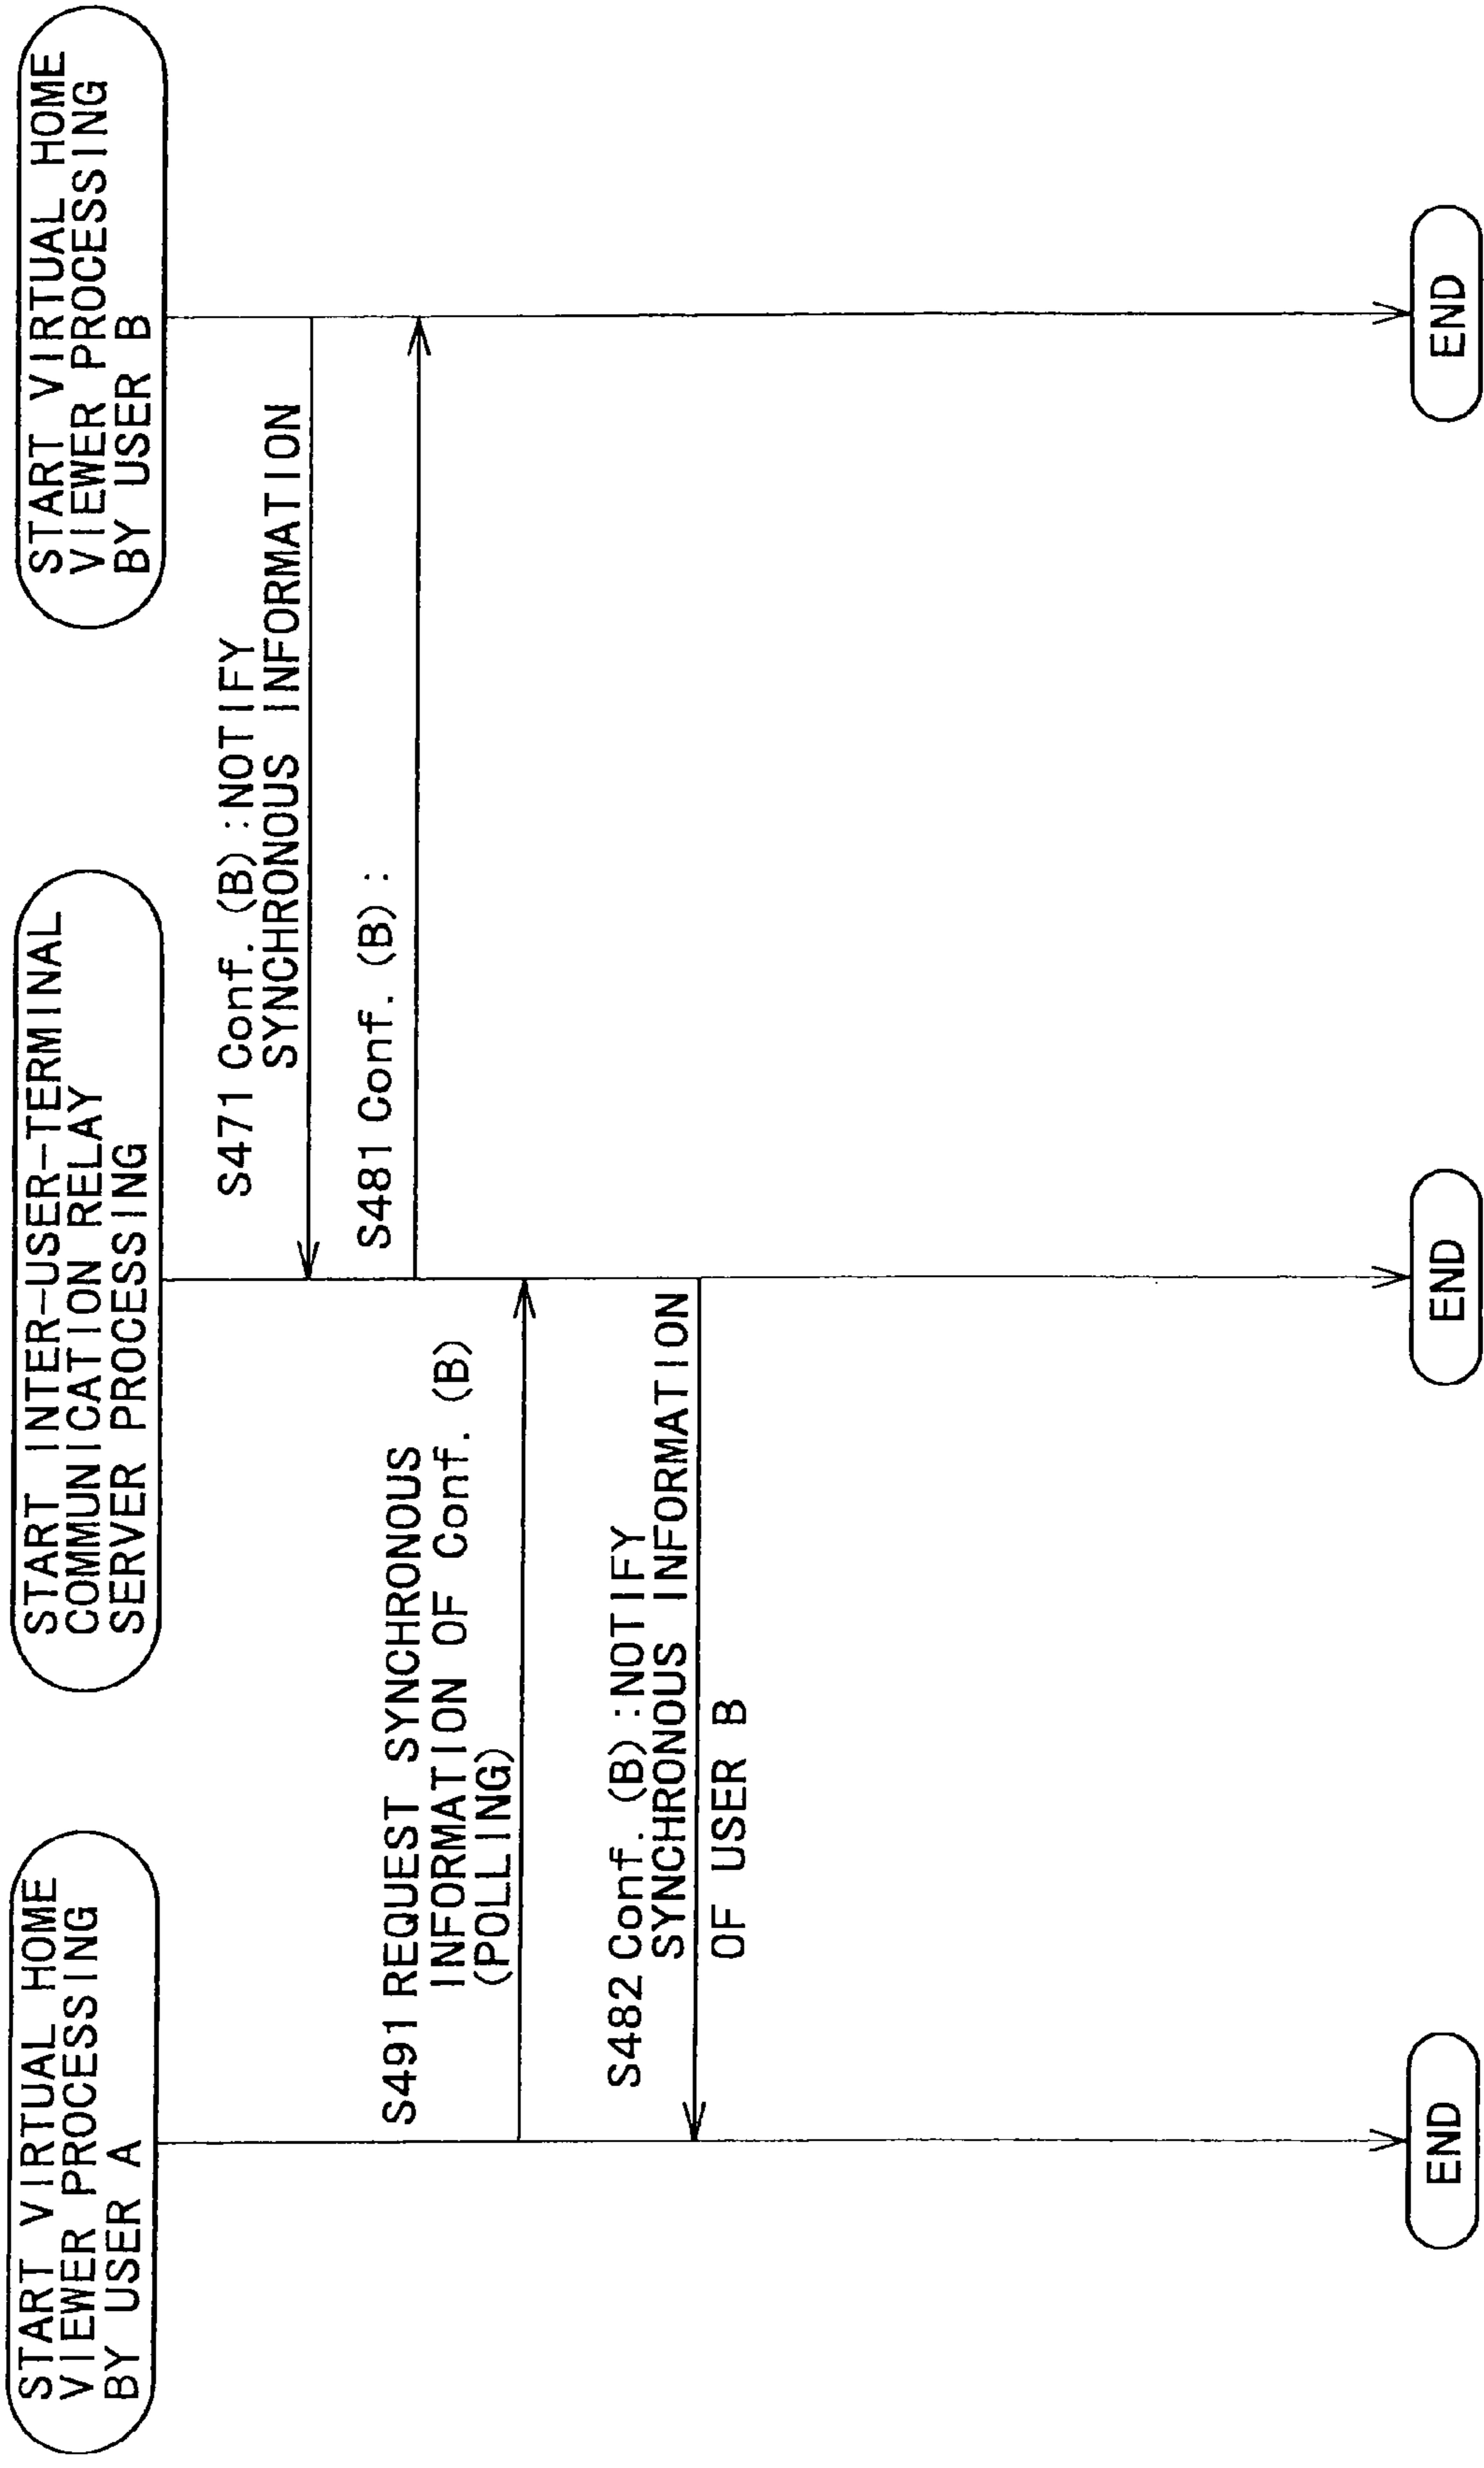 START VIRTUAL HOME
VIEWER PROCESSING
BY USER A
START INTER-USER-TERMINAL
COMMUNICATION RELAY
SERVER PROCESSING
START VIRTUAL HOME
VIEWER PROCESSING
BY USER B
S471 Conf. (B) :NOTIFY
SYNCHRONOUS INFORMATION
S481 Conf. (B) :
S491 REQUEST SYNCHRONOUS
INFORMATION OF Conf. (B)
(POLLING)
S482 Conf. (B) :NOTIFY
SYNCHRONOUS INFORMATION
OF USER B
END
END
END